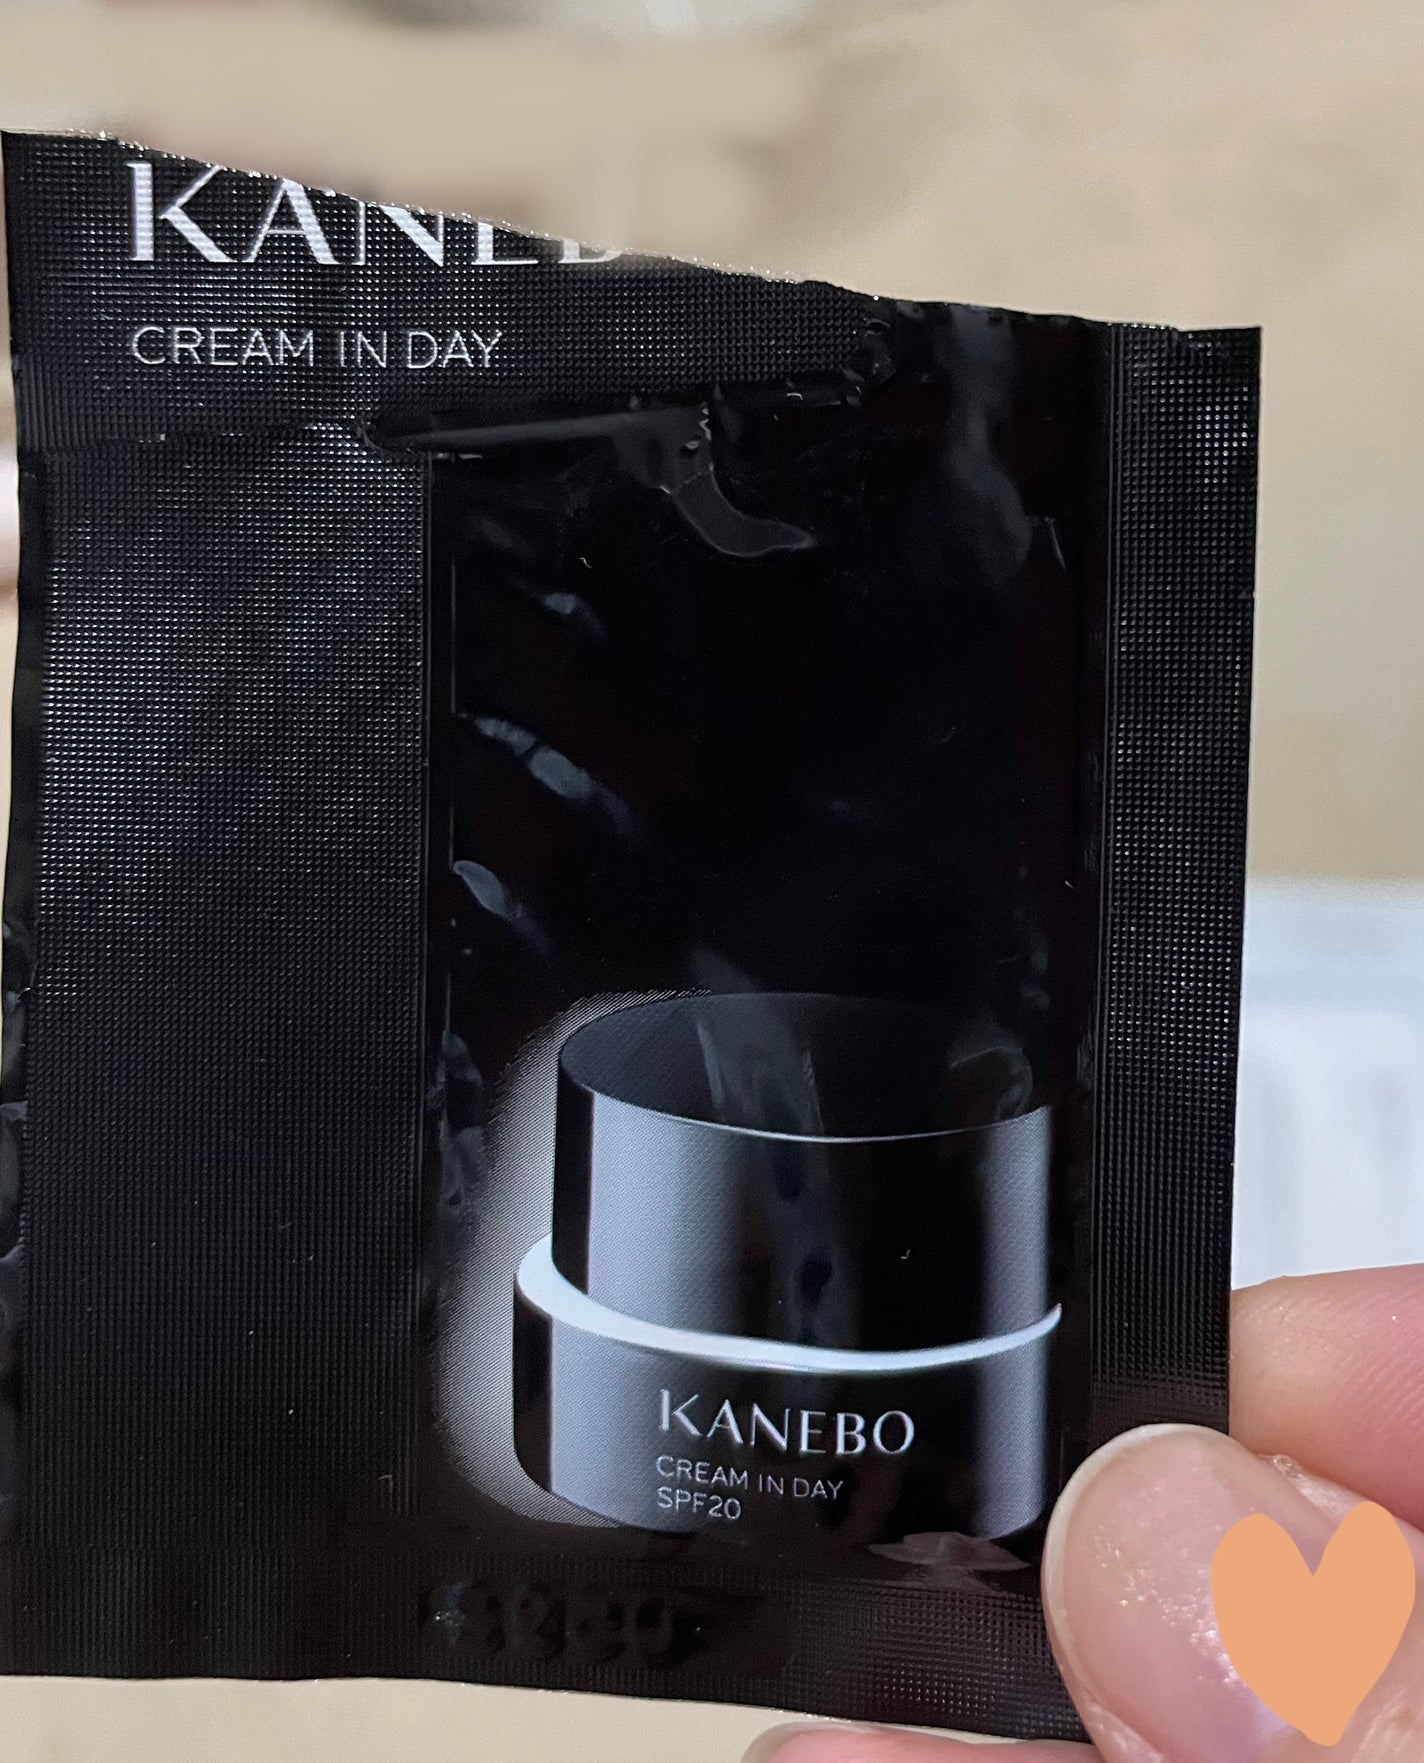 KANEB
CREAM IN DAY
KANEBO
CREAM IN DAY
SPF20